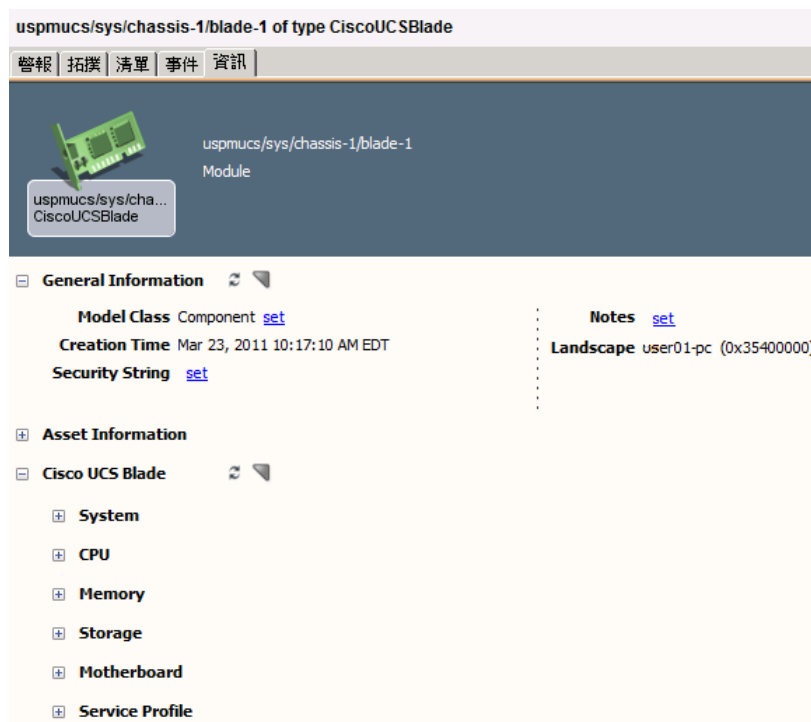 uspmucs/sys/chassis-1/blade-1 of type CiscoUCSBlade
警報 拓撲 清單 事件 資訊
uspmucs/sys/chassis-1/blade-1
Module
uspmucs/sys/cha...
CiscoUCSBlade
General Information
Model Class Component set
Notes set
Creation Time Mar 23, 2011 10:17:10 AM EDT
Landscape user01-pc (0x35400000)
Security String set
Asset Information
Cisco UCS Blade
System
CPU
Memory
Storage
Motherboard
Service Profile